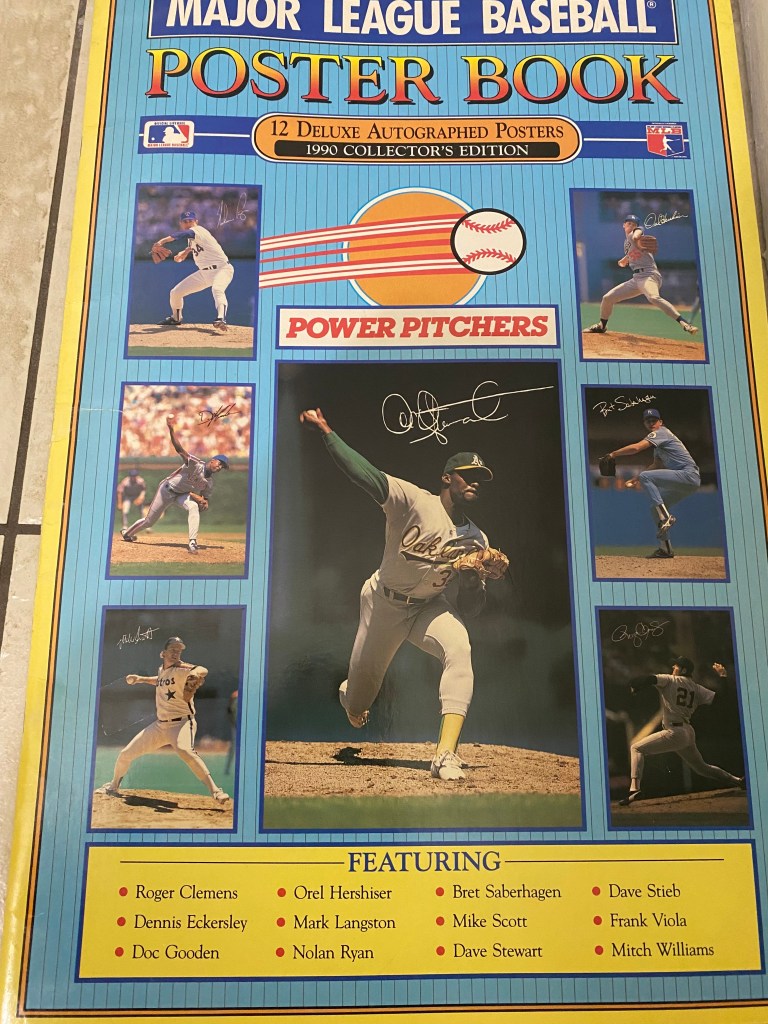 MAJOR LEAGUE BASEBALL®
POSTER BOOK
12 DELUXE AUTOGRAPHED POSTERS
1990 COLLECTOR'S EDITION
MLB
POWER PITCHERS
Oakland
21
FEATURING
• Roger Clemens
• Dennis Eckersley
• Doc Gooden
• Orel Hershiser
• Mark Langston
• Nolan Ryan
• Bret Saberhagen
• Mike Scott
• Dave Stewart
• Dave Stieb
• Frank Viola
• Mitch Williams